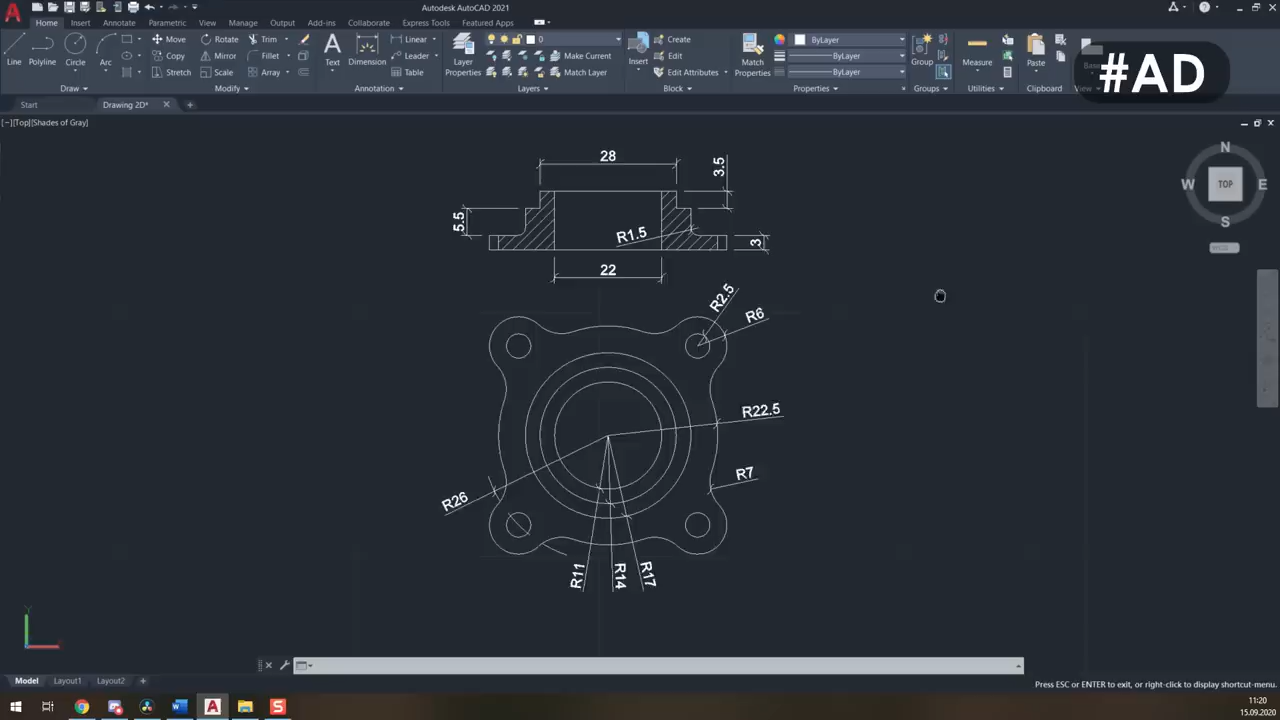 Autodesk AutoCAD 2021
Home Insert Annotate Parametric View Manage Output Add-ins Collaborate Express Tools Featured Apps
Line Polyline Circle Arc
Move Rotate Trim
Copy Mirror Fillet
Stretch Scale Array
Text Dimension
Linear
Leader
Table
Layer Properties
0
Make Current
Match Layer
Insert
Create
Edit
Edit Attributes
Match Properties
ByLayer
ByLayer
ByLayer
Group
Measure
Paste
Base
#AD
Draw Modify Annotation Layers Block Properties Groups Utilities Clipboard View
Start Drawing 2D*
[−][Top][Shades of Gray]
N
W TOP E
S
28
3.5
5.5
R1.5
3
22
R2.5
R6
R22.5
R7
R26
R11
R14
R17
Y
Model Layout1 Layout2
Press ESC or ENTER to exit, or right-click to display shortcut-menu.
11:20
15.09.2020